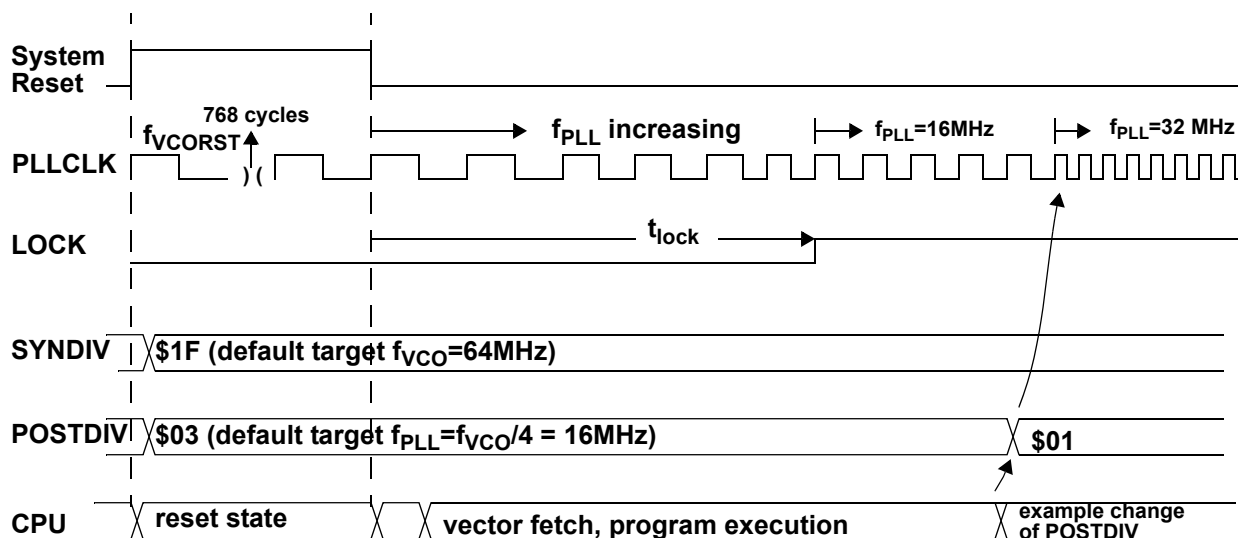 System
Reset
768 cycles
fVCORST
fPLL increasing
fPLL=16MHz
fPLL=32 MHz
PLLCLK
) (
LOCK
tlock
SYNDIV
$1F (default target fVCO=64MHz)
POSTDIV
$03 (default target fPLL=fVCO/4 = 16MHz)
$01
CPU
reset state
vector fetch, program execution
example change
of POSTDIV